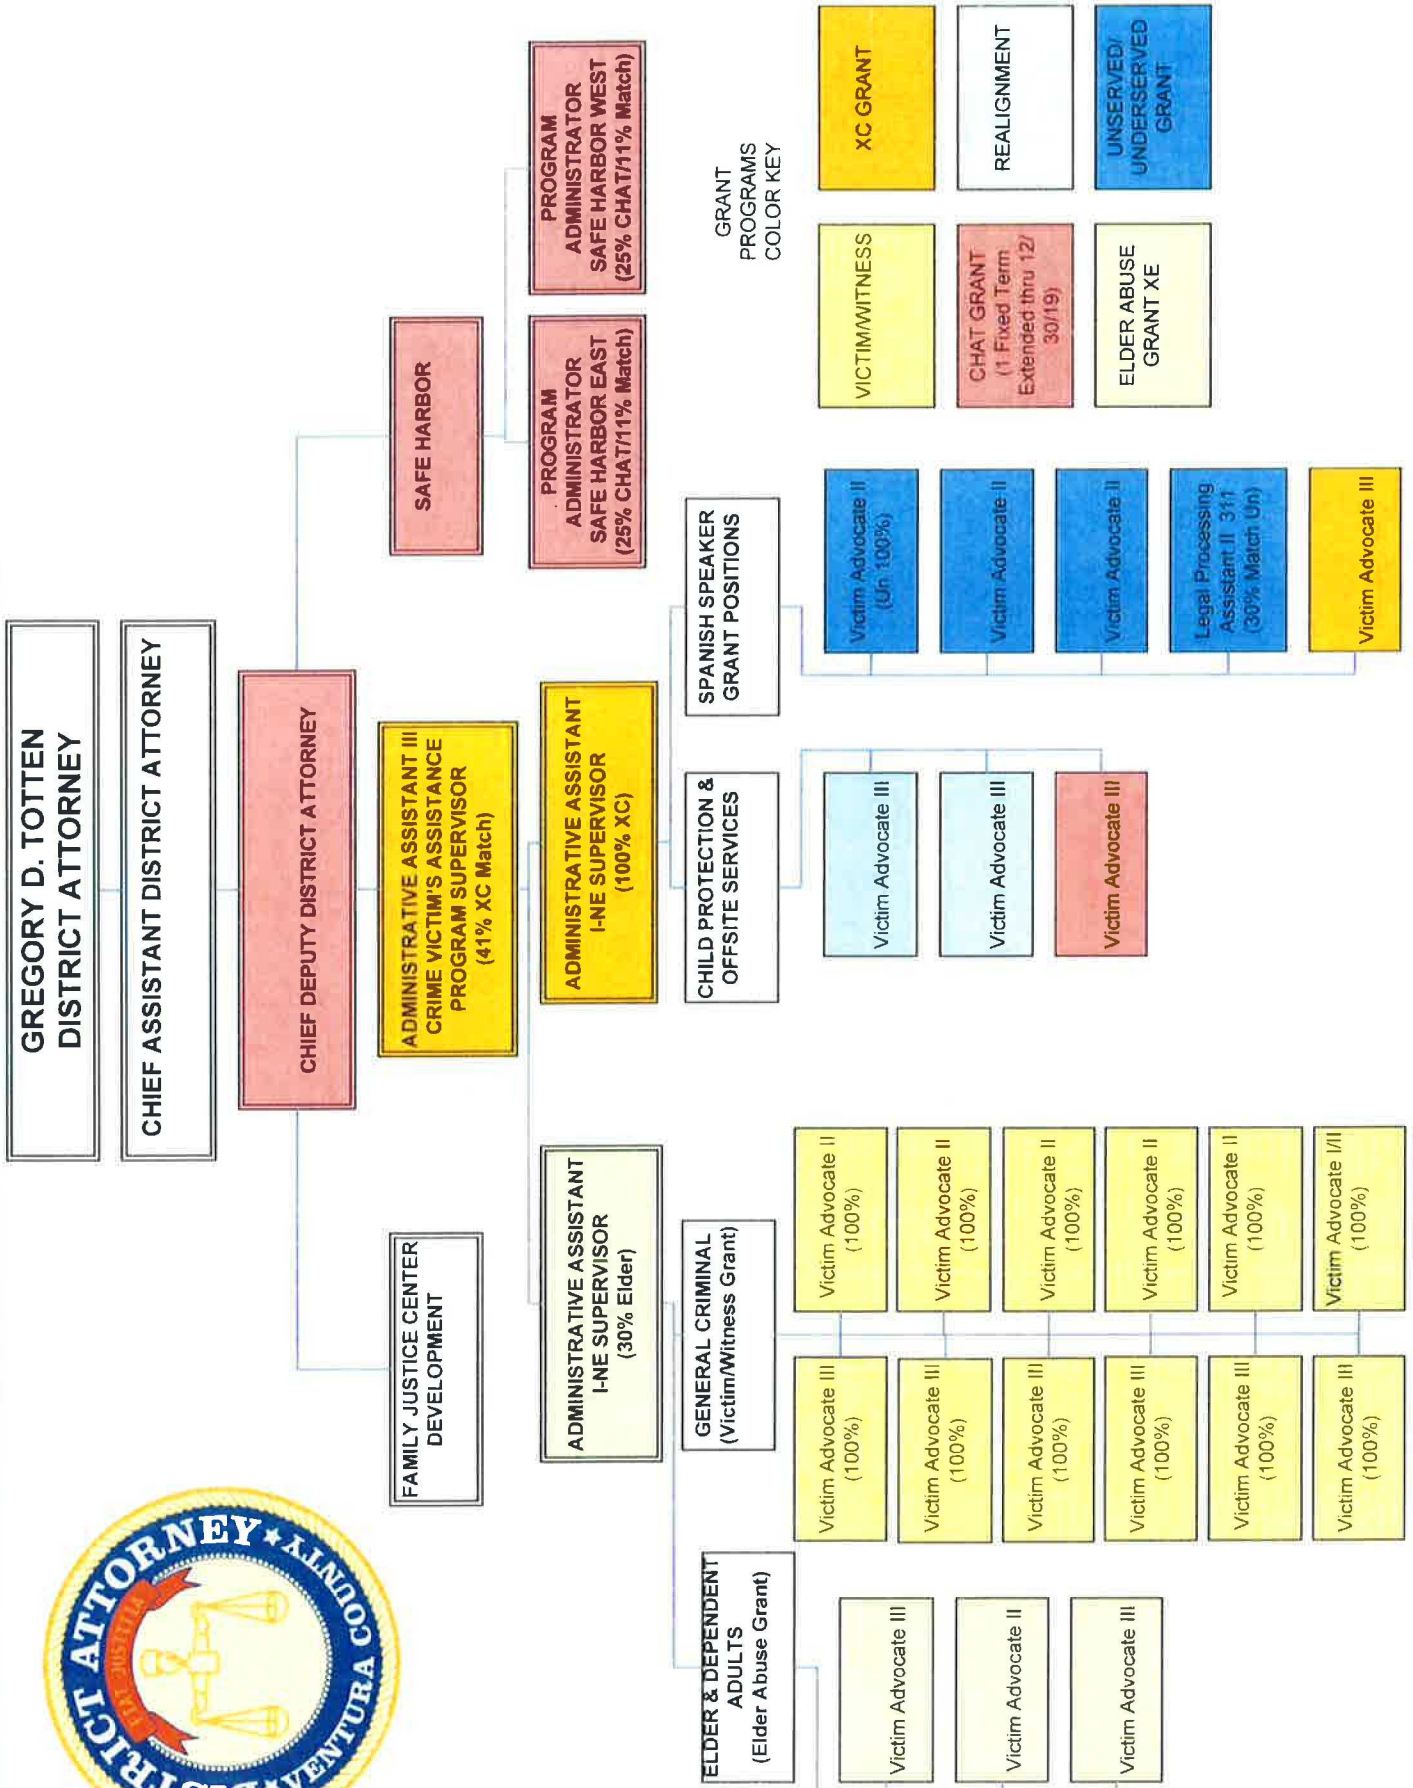 DISTRICT ATTORNEY
VENTURA COUNTY
FIAT JUSTITIA
GREGORY D. TOTTEN
DISTRICT ATTORNEY
CHIEF ASSISTANT DISTRICT ATTORNEY
CHIEF DEPUTY DISTRICT ATTORNEY
FAMILY JUSTICE CENTER
DEVELOPMENT
ADMINISTRATIVE ASSISTANT III
CRIME VICTIM'S ASSISTANCE
PROGRAM SUPERVISOR
(41% XC Match)
SAFE HARBOR
PROGRAM
ADMINISTRATOR
SAFE HARBOR EAST
(25% CHAT/11% Match)
PROGRAM
ADMINISTRATOR
SAFE HARBOR WEST
(25% CHAT/11% Match)
ADMINISTRATIVE ASSISTANT
I-NE SUPERVISOR
(30% Elder)
ADMINISTRATIVE ASSISTANT
I-NE SUPERVISOR
(100% XC)
ELDER & DEPENDENT
ADULTS
(Elder Abuse Grant)
Victim Advocate III
Victim Advocate II
Victim Advocate III
GENERAL CRIMINAL
(Victim/Witness Grant)
Victim Advocate III
(100%)
Victim Advocate II
(100%)
Victim Advocate III
(100%)
Victim Advocate II
(100%)
Victim Advocate III
(100%)
Victim Advocate II
(100%)
Victim Advocate III
(100%)
Victim Advocate II
(100%)
Victim Advocate III
(100%)
Victim Advocate II
(100%)
Victim Advocate III
(100%)
Victim Advocate I/II
(100%)
CHILD PROTECTION &
OFFSITE SERVICES
Victim Advocate III
Victim Advocate III
Victim Advocate III
SPANISH SPEAKER
GRANT POSITIONS
Victim Advocate II
(Un 100%)
Victim Advocate II
Victim Advocate II
Legal Processing
Assistant II 311
(30% Match Un)
Victim Advocate III
GRANT
PROGRAMS
COLOR KEY
VICTIM/WITNESS
XC GRANT
CHAT GRANT
(1 Fixed Term
Extended thru 12/
30/19)
REALIGNMENT
ELDER ABUSE
GRANT XE
UNSERVED/
UNDERSERVED
GRANT